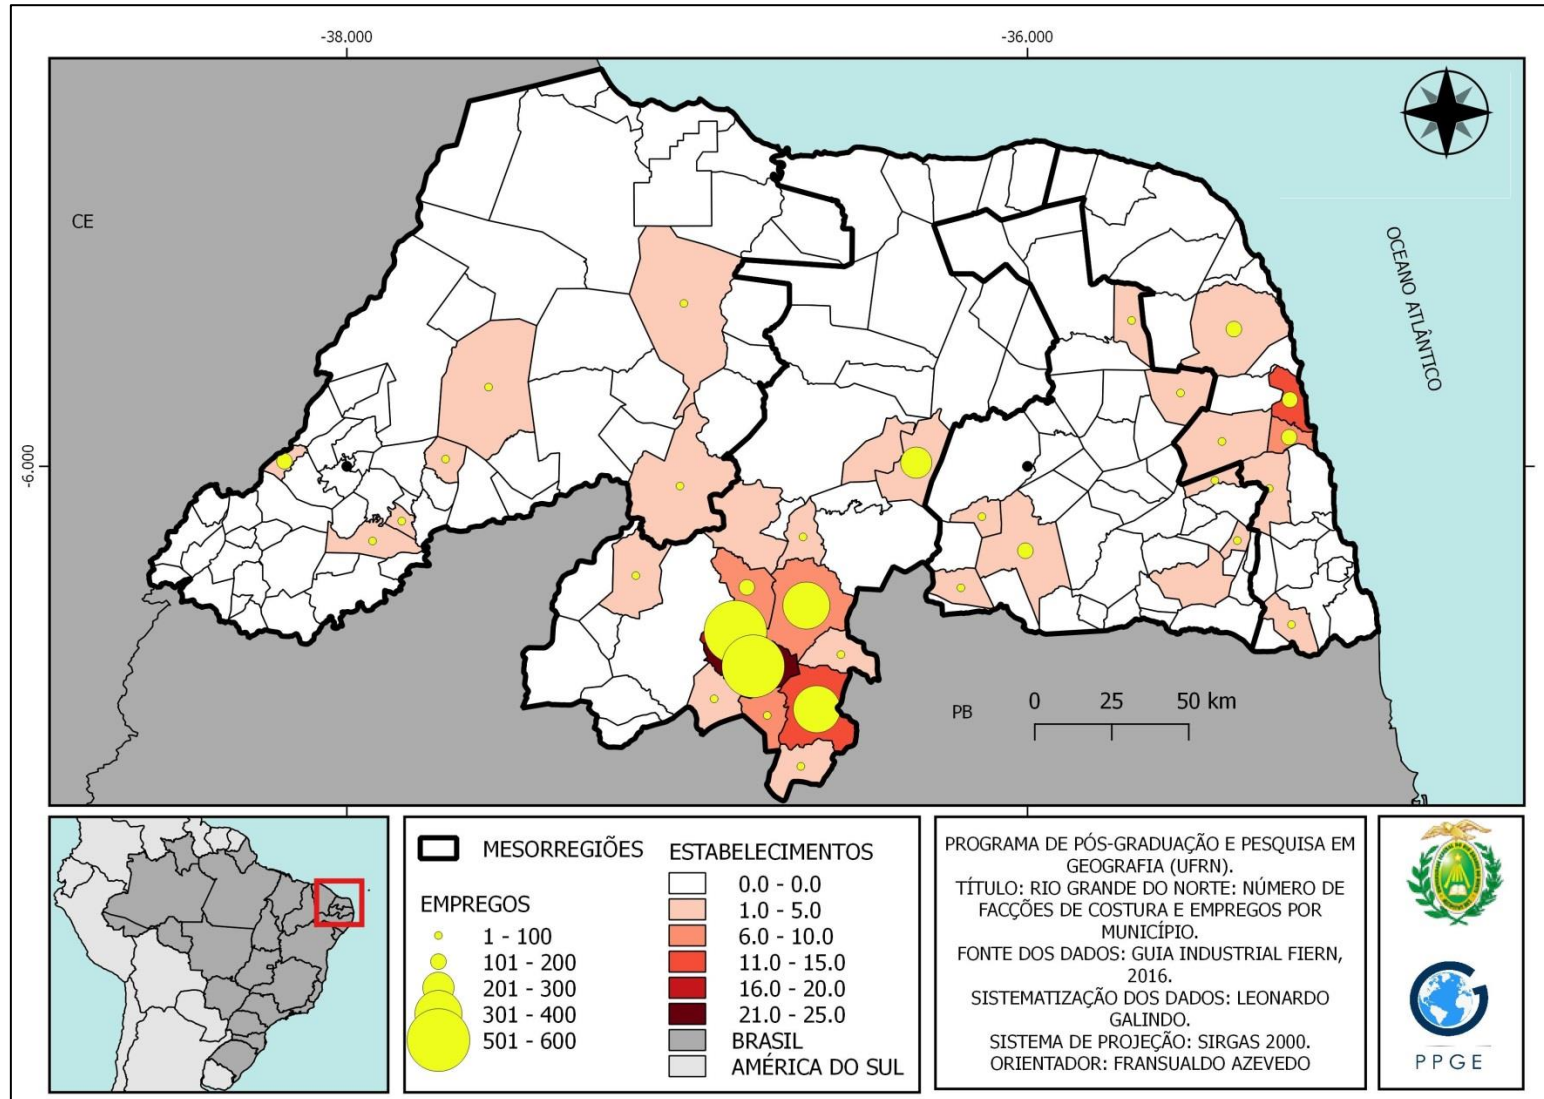 -38.000
-36.000
CE
OCEANO ATLÂNTICO
-6.000
-6.000
PB
0 25 50 km
MESORREGIÕES
EMPREGOS
1 - 100
101 - 200
201 - 300
301 - 400
501 - 600
ESTABELECIMENTOS
0.0 - 0.0
1.0 - 5.0
6.0 - 10.0
11.0 - 15.0
16.0 - 20.0
21.0 - 25.0
BRASIL
AMÉRICA DO SUL
PROGRAMA DE PÓS-GRADUAÇÃO E PESQUISA EM
GEOGRAFIA (UFRN).
TÍTULO: RIO GRANDE DO NORTE: NÚMERO DE
FACÇÕES DE COSTURA E EMPREGOS POR
MUNICÍPIO.
FONTE DOS DADOS: GUIA INDUSTRIAL FIERN,
2016.
SISTEMATIZAÇÃO DOS DADOS: LEONARDO
GALINDO.
SISTEMA DE PROJEÇÃO: SIRGAS 2000.
ORIENTADOR: FRANSUALDO AZEVEDO
PPGE